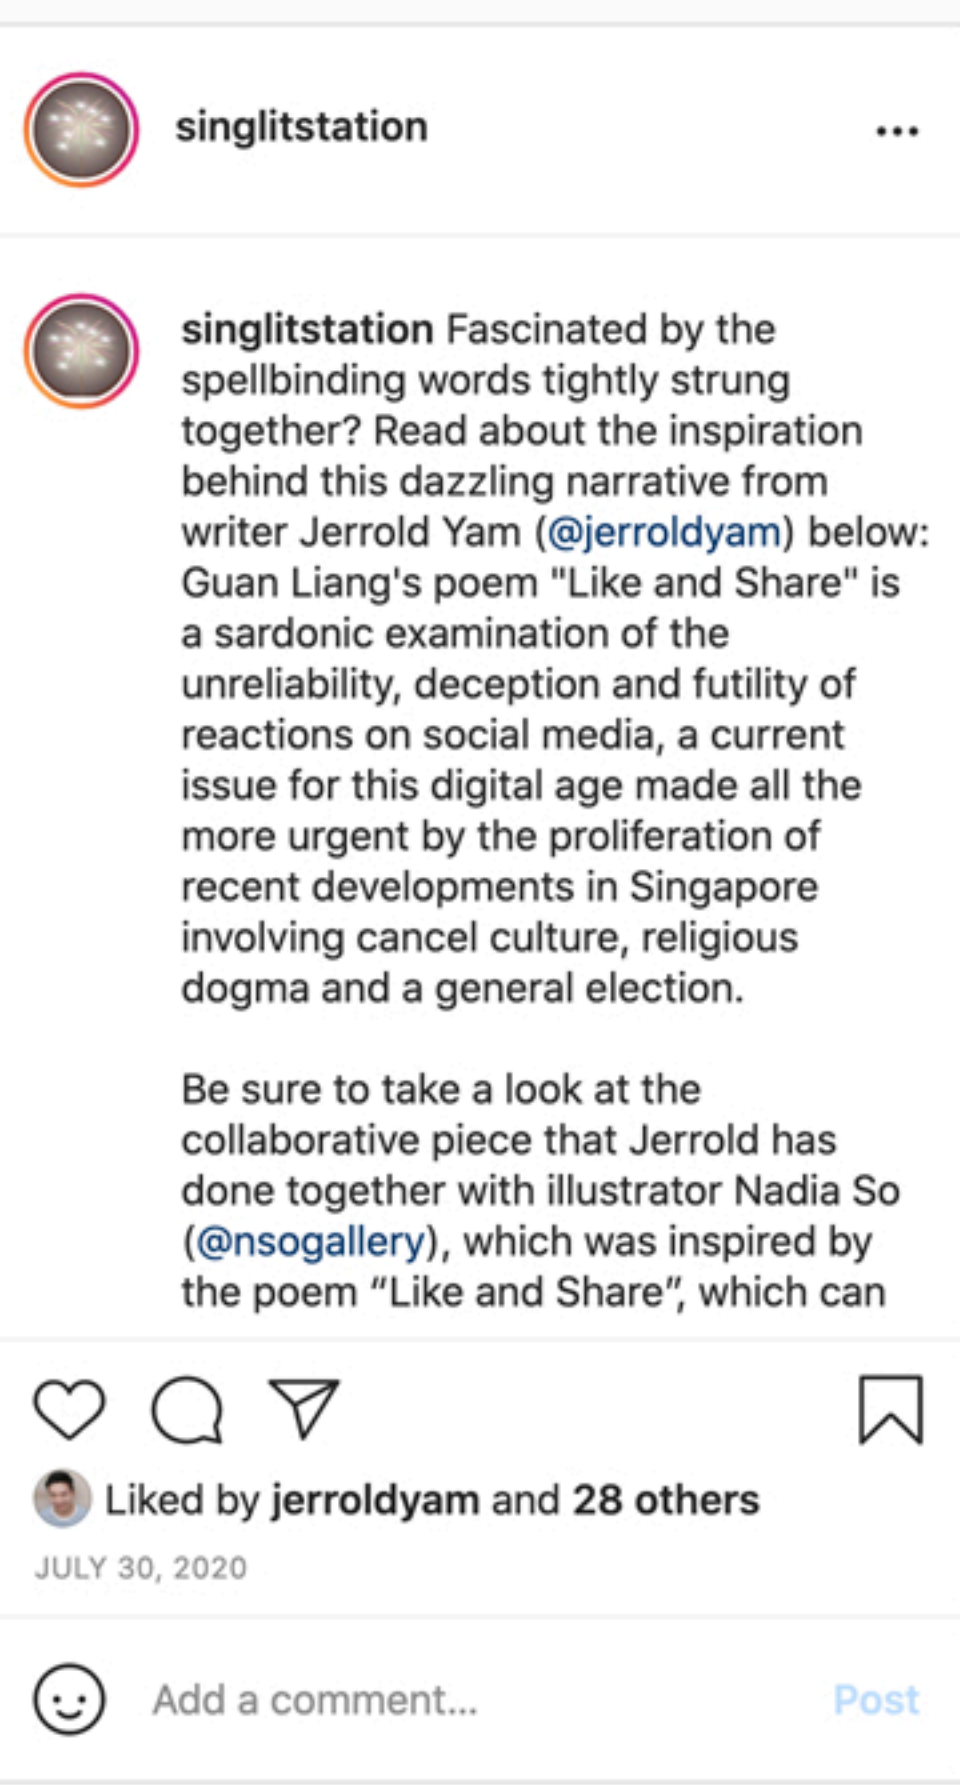 singlitstation
singlitstation Fascinated by the
spellbinding words tightly strung
together? Read about the inspiration
behind this dazzling narrative from
writer Jerrold Yam (@jerroldyam) below:
Guan Liang's poem "Like and Share" is
a sardonic examination of the
unreliability, deception and futility of
reactions on social media, a current
issue for this digital age made all the
more urgent by the proliferation of
recent developments in Singapore
involving cancel culture, religious
dogma and a general election.
Be sure to take a look at the
collaborative piece that Jerrold has
done together with illustrator Nadia So
(@nsogallery), which was inspired by
the poem “Like and Share”, which can
Liked by jerroldyam and 28 others
JULY 30, 2020
Add a comment...
Post